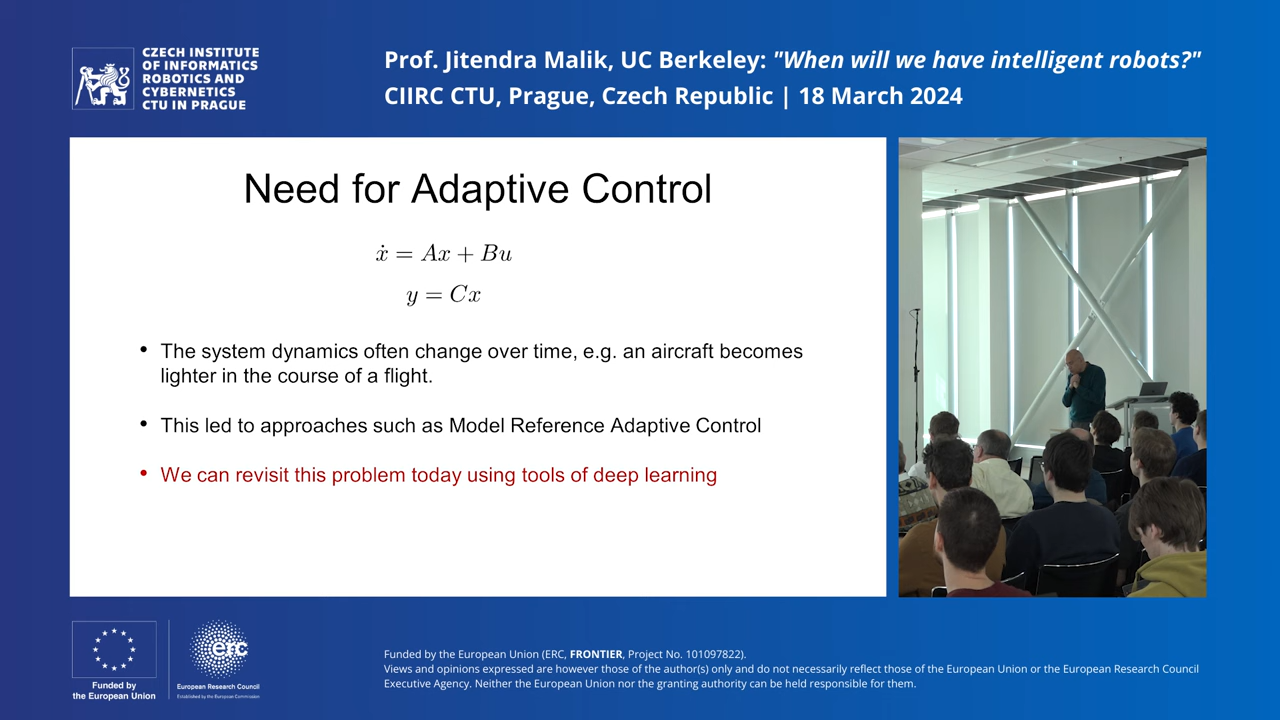 CZECH INSTITUTE
OF INFORMATICS
ROBOTICS AND
CYBERNETICS
CTU IN PRAGUE
Prof. Jitendra Malik, UC Berkeley: "When will we have intelligent robots?"
CIIRC CTU, Prague, Czech Republic | 18 March 2024
Need for Adaptive Control
ẋ = Ax + Bu
y = Cx
• The system dynamics often change over time, e.g. an aircraft becomes
lighter in the course of a flight.
• This led to approaches such as Model Reference Adaptive Control
• We can revisit this problem today using tools of deep learning
Funded by
the European Union
erc
European Research Council
Established by the European Commission
Funded by the European Union (ERC, FRONTIER, Project No. 101097822).
Views and opinions expressed are however those of the author(s) only and do not necessarily reflect those of the European Union or the European Research Council
Executive Agency. Neither the European Union nor the granting authority can be held responsible for them.